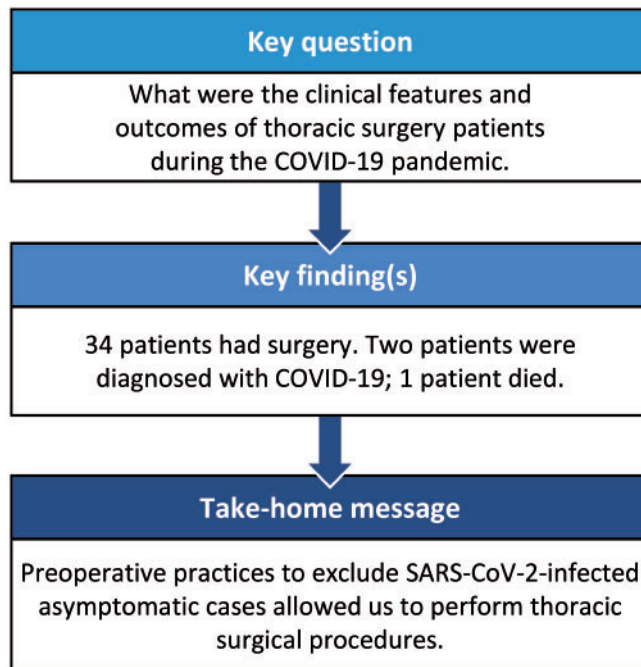 Key question
What were the clinical features and
outcomes of thoracic surgery patients
during the COVID-19 pandemic.
Key finding(s)
34 patients had surgery. Two patients were
diagnosed with COVID-19; 1 patient died.
Take-home message
Preoperative practices to exclude SARS-CoV-2-infected
asymptomatic cases allowed us to perform thoracic
surgical procedures.